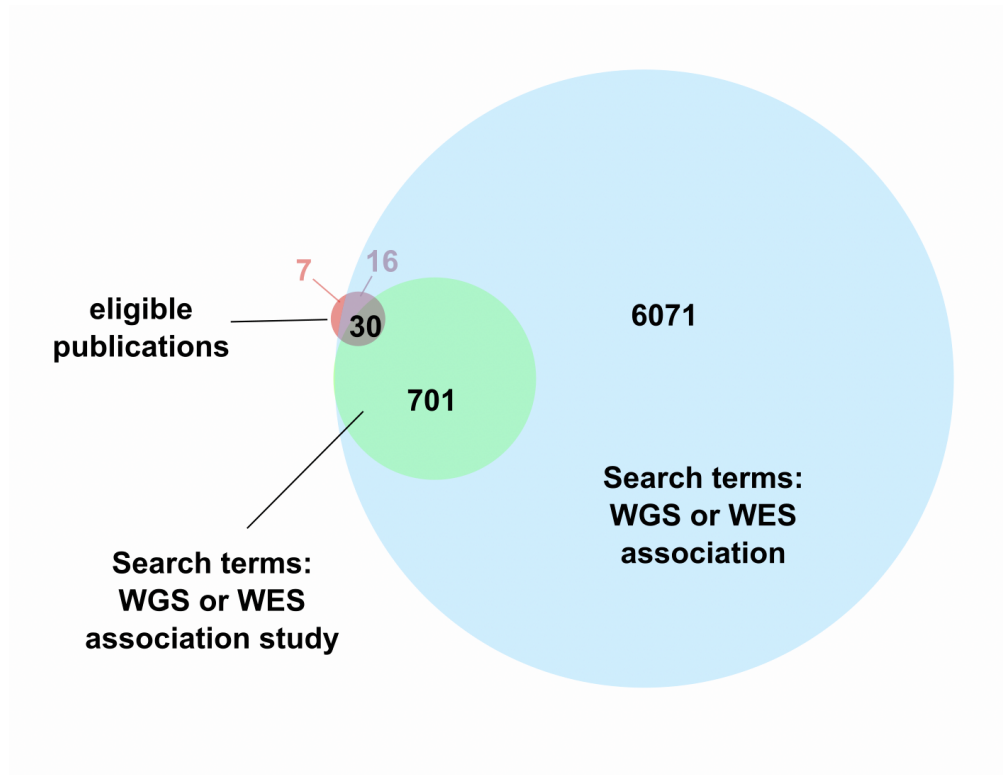 7
16
eligible
publications
30
6071
701
Search terms:
WGS or WES
association
Search terms:
WGS or WES
association study